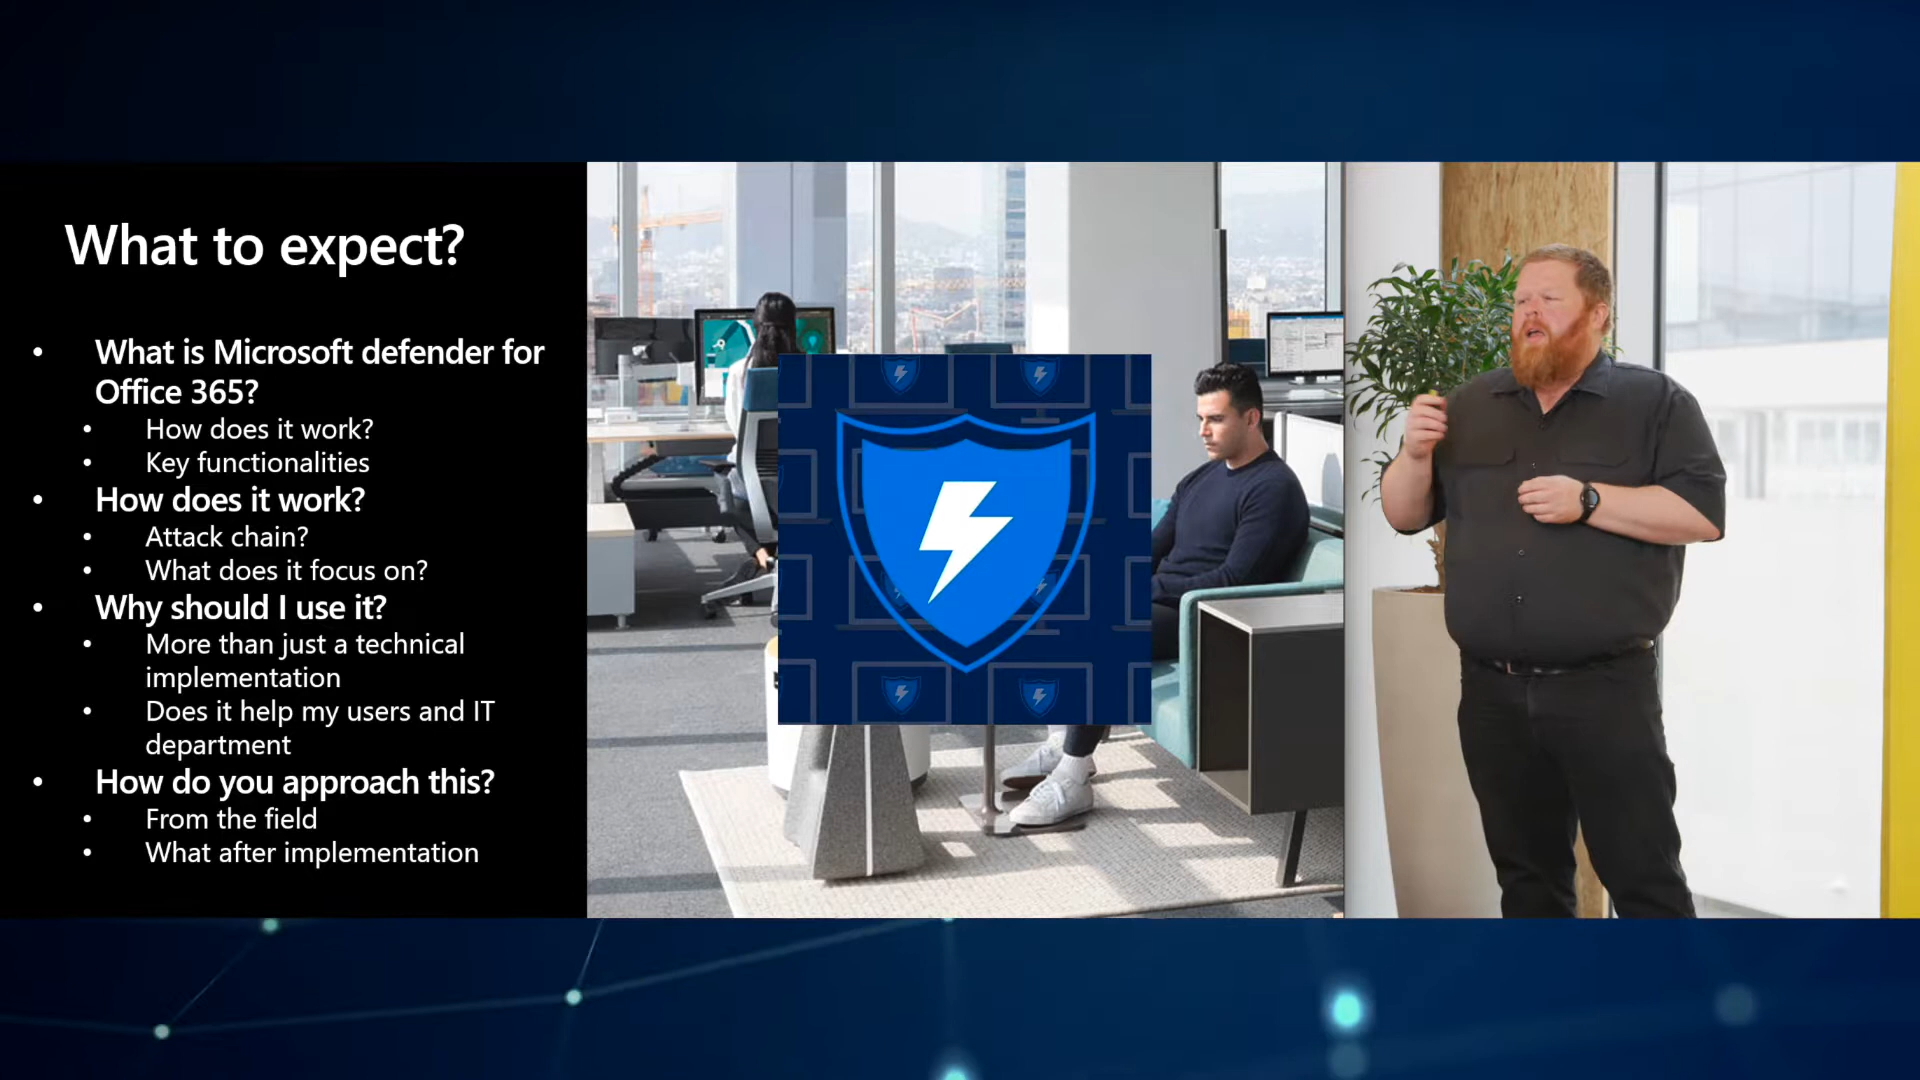 What to expect?
• What is Microsoft defender for
Office 365?
• How does it work?
• Key functionalities
• How does it work?
• Attack chain?
• What does it focus on?
• Why should I use it?
• More than just a technical
implementation
• Does it help my users and IT
department
• How do you approach this?
• From the field
• What after implementation